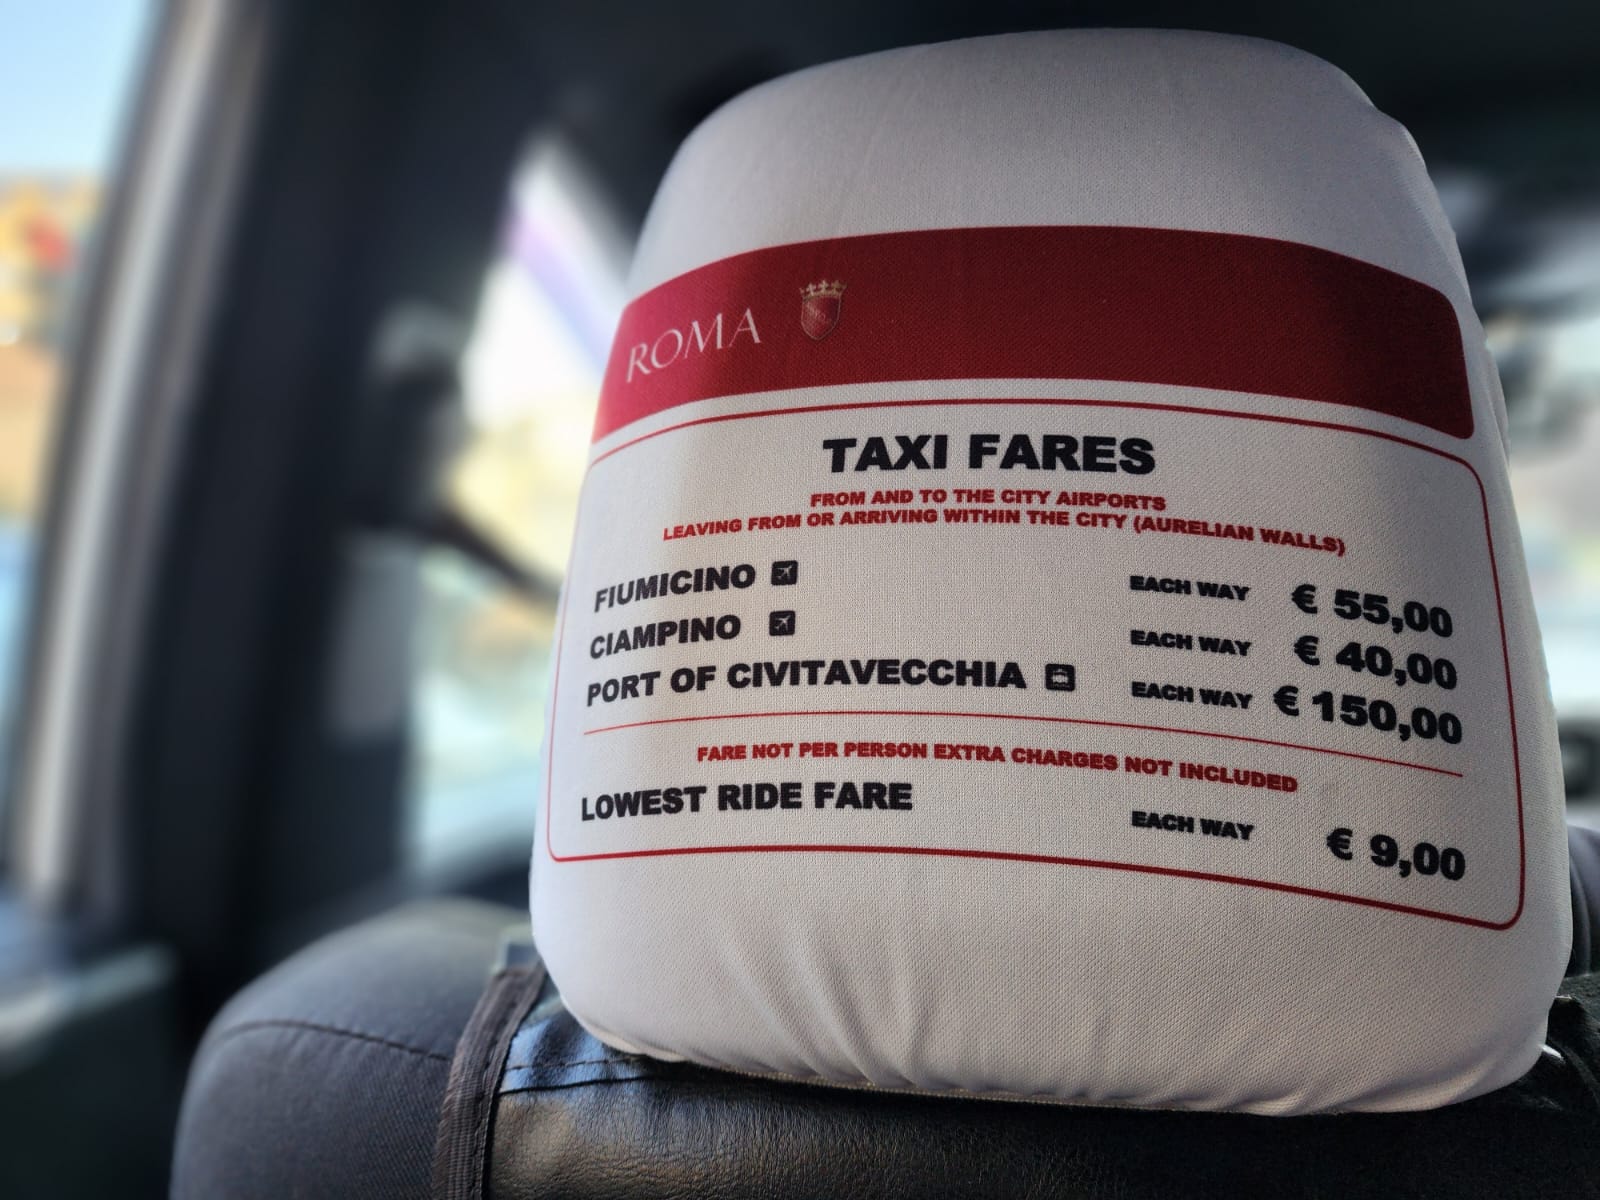 ROMA
TAXI FARES
FROM AND TO THE CITY AIRPORTS
LEAVING FROM OR ARRIVING WITHIN THE CITY (AURELIAN WALLS)
FIUMICINO EACH WAY € 55,00
CIAMPINO EACH WAY € 40,00
PORT OF CIVITAVECCHIA EACH WAY € 150,00
FARE NOT PER PERSON EXTRA CHARGES NOT INCLUDED
LOWEST RIDE FARE EACH WAY € 9,00